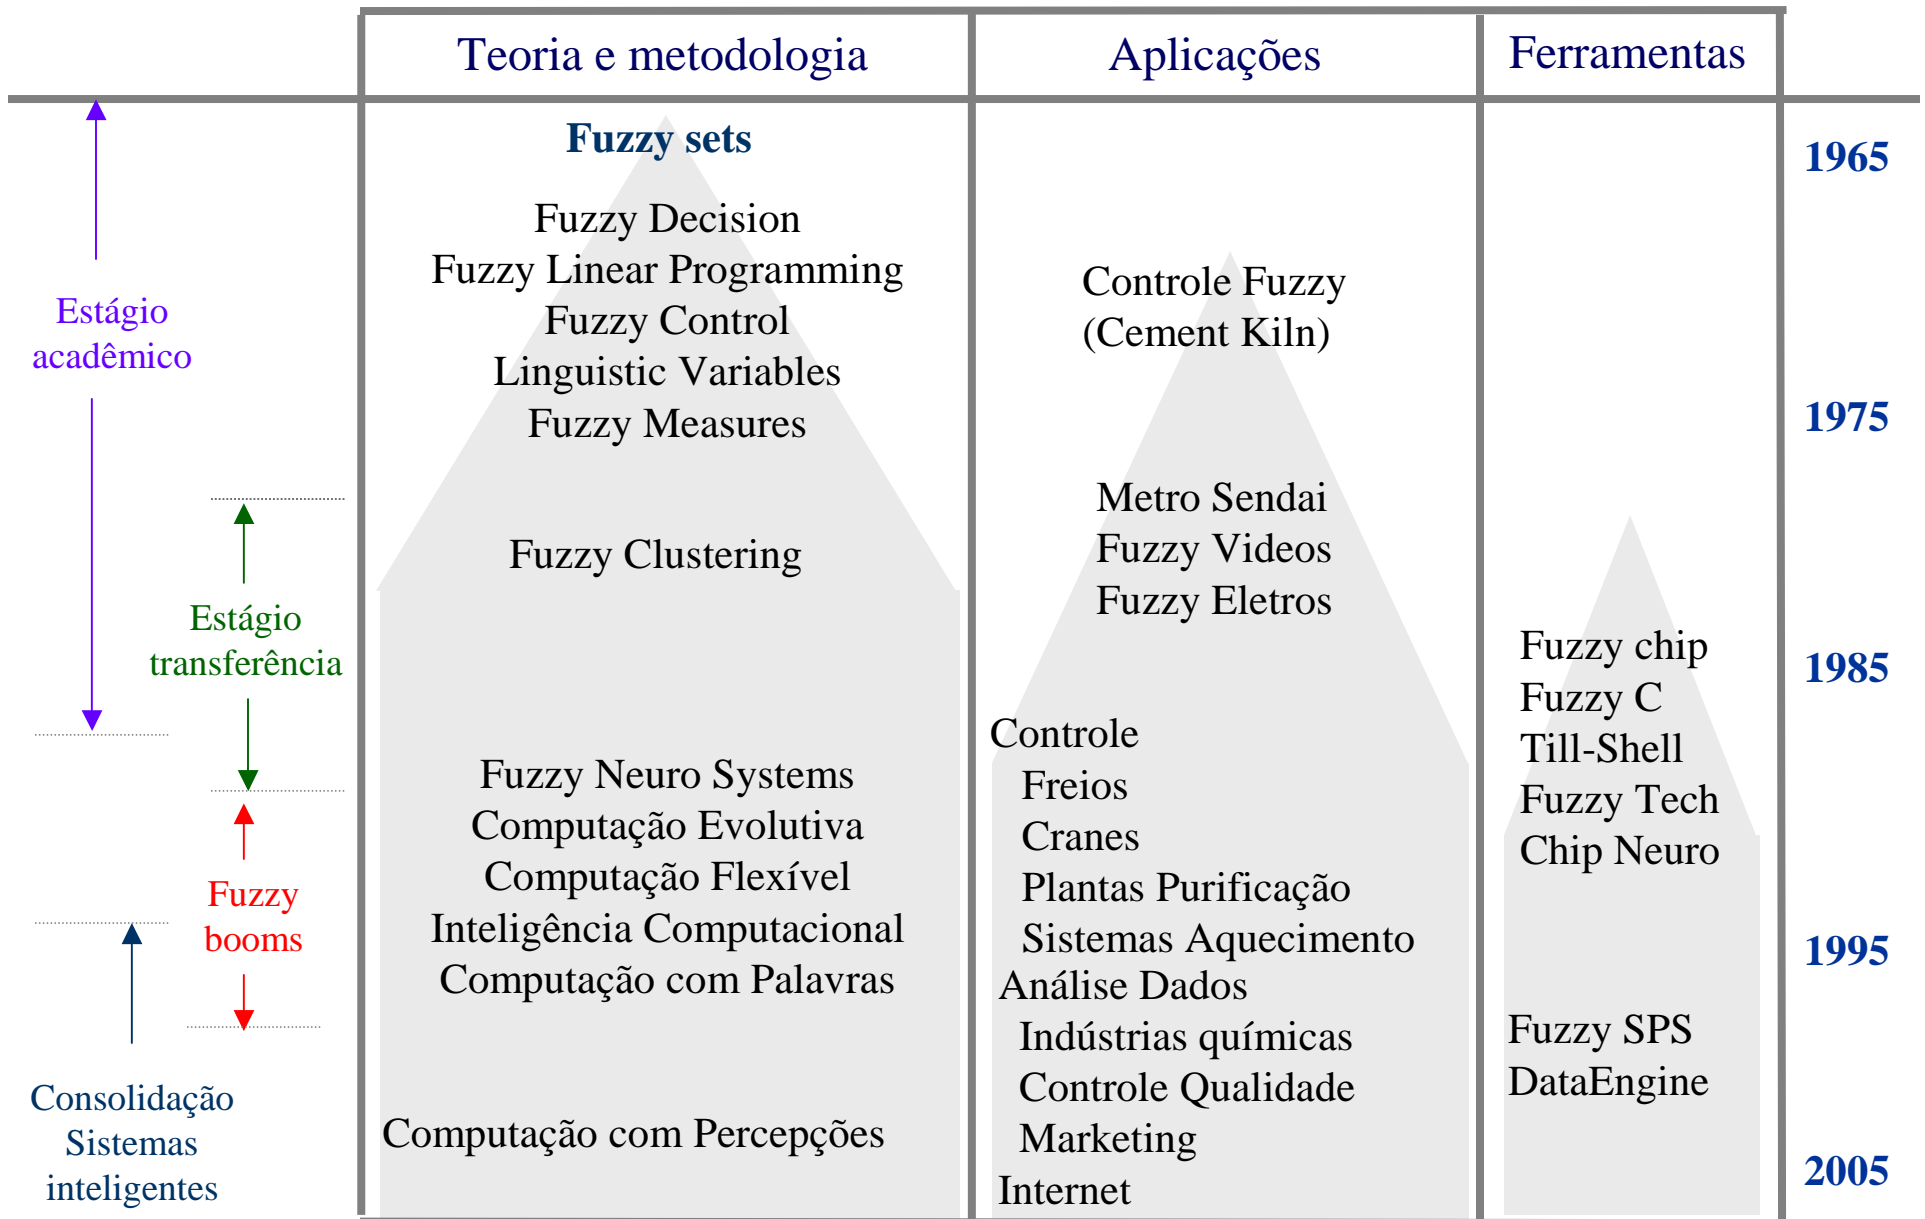 Teoria e metodologia
Aplicações
Ferramentas
Fuzzy sets
Fuzzy Decision
Fuzzy Linear Programming
Fuzzy Control
Linguistic Variables
Fuzzy Measures
Fuzzy Clustering
Fuzzy Neuro Systems
Computação Evolutiva
Computação Flexível
Inteligência Computacional
Computação com Palavras
Computação com Percepções
Controle Fuzzy
(Cement Kiln)
Metro Sendai
Fuzzy Videos
Fuzzy Eletros
Controle
Freios
Cranes
Plantas Purificação
Sistemas Aquecimento
Análise Dados
Indústrias químicas
Controle Qualidade
Marketing
Internet
Fuzzy chip
Fuzzy C
Till-Shell
Fuzzy Tech
Chip Neuro
Fuzzy SPS
DataEngine
1965
1975
1985
1995
2005
Estágio
acadêmico
Estágio
transferência
Fuzzy
booms
Consolidação
Sistemas
inteligentes